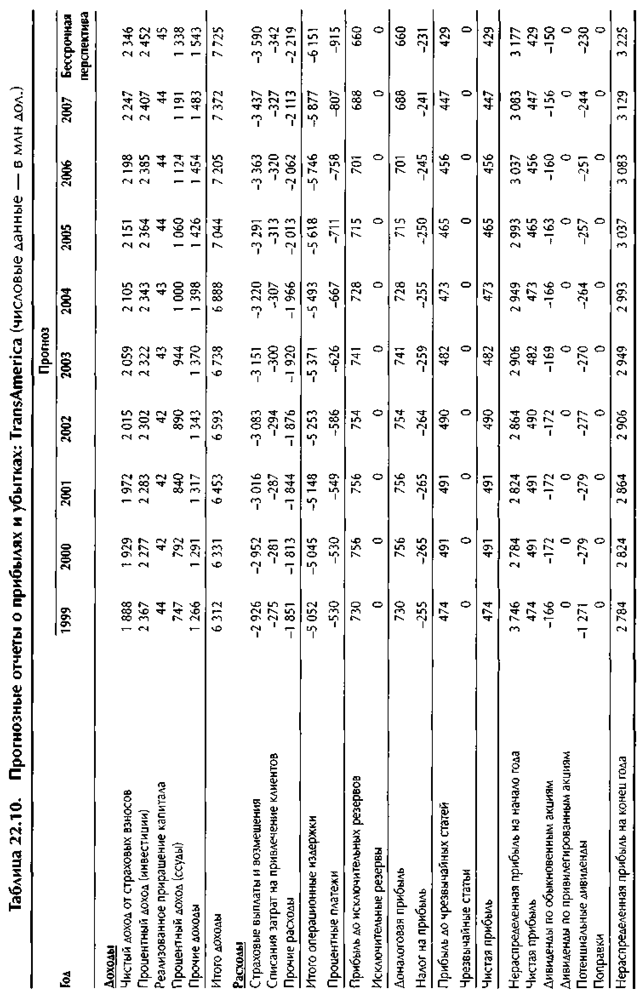 Таблица 22.10. Прогнозные отчеты о прибылях и убытках: TransAmerica (числовые данные — в млн дол.)
Прогноз
Год 1999 2000 2001 2002 2003 2004 2005 2006 2007 Бессрочная перспектива
Доходы
Чистый доход от страховых взносов 1 888 1 929 1 972 2 015 2 059 2 105 2 151 2 198 2 247 2 346
Процентный доход (инвестиции) 2 367 2 277 2 283 2 302 2 322 2 343 2 364 2 385 2 407 2 452
Реализованное приращение капитала 44 42 42 42 43 43 44 44 44 45
Процентный доход (ссуды) 747 792 840 890 944 1 000 1 060 1 124 1 191 1 338
Прочие доходы 1 266 1 291 1 317 1 343 1 370 1 398 1 426 1 454 1 483 1 543
Итого доходы 6 312 6 331 6 453 6 593 6 738 6 888 7 044 7 205 7 372 7 725
Расходы
Страховые выплаты и возмещения –2 926 –2 952 –3 016 –3 083 –3 151 –3 220 –3 291 –3 363 –3 437 –3 590
Списания затрат на привлечение клиентов –275 –281 –287 –294 –300 –307 –313 –320 –327 –342
Прочие расходы –1 851 –1 813 –1 844 –1 876 –1 920 –1 966 –2 013 –2 062 –2 113 –2 219
Итого операционные издержки –5 052 –5 045 –5 148 –5 253 –5 371 –5 493 –5 618 –5 746 –5 877 –6 151
Процентные платежи –530 –530 –549 –586 –626 –667 –711 –758 –807 –915
Прибыль до исключительных резервов 730 756 756 754 741 728 715 701 688 660
Исключительные резервы 0 0 0 0 0 0 0 0 0 0
Доналоговая прибыль 730 756 756 754 741 728 715 701 688 660
Налог на прибыль –255 –265 –265 –264 –259 –255 –250 –245 –241 –231
Прибыль до чрезвычайных статей 474 491 491 490 482 473 465 456 447 429
Чрезвычайные статьи 0 0 0 0 0 0 0 0 0 0
Чистая прибыль 474 491 491 490 482 473 465 456 447 429
Нераспределенная прибыль на начало года 3 746 2 784 2 824 2 864 2 906 2 949 2 993 3 037 3 083 3 177
Чистая прибыль 474 491 491 490 482 473 465 456 447 429
Дивиденды по обыкновенным акциям –166 –172 –172 –172 –169 –166 –163 –160 –156 –150
Дивиденды по привилегированным акциям 0 0 0 0 0 0 0 0 0 0
Потенциальные дивиденды –1 271 –279 –279 –277 –270 –264 –257 –251 –244 –230
Поправки 0 0 0 0 0 0 0 0 0 0
Нераспределенная прибыль на конец года 2 784 2 824 2 864 2 906 2 949 2 993 3 037 3 083 3 129 3 225